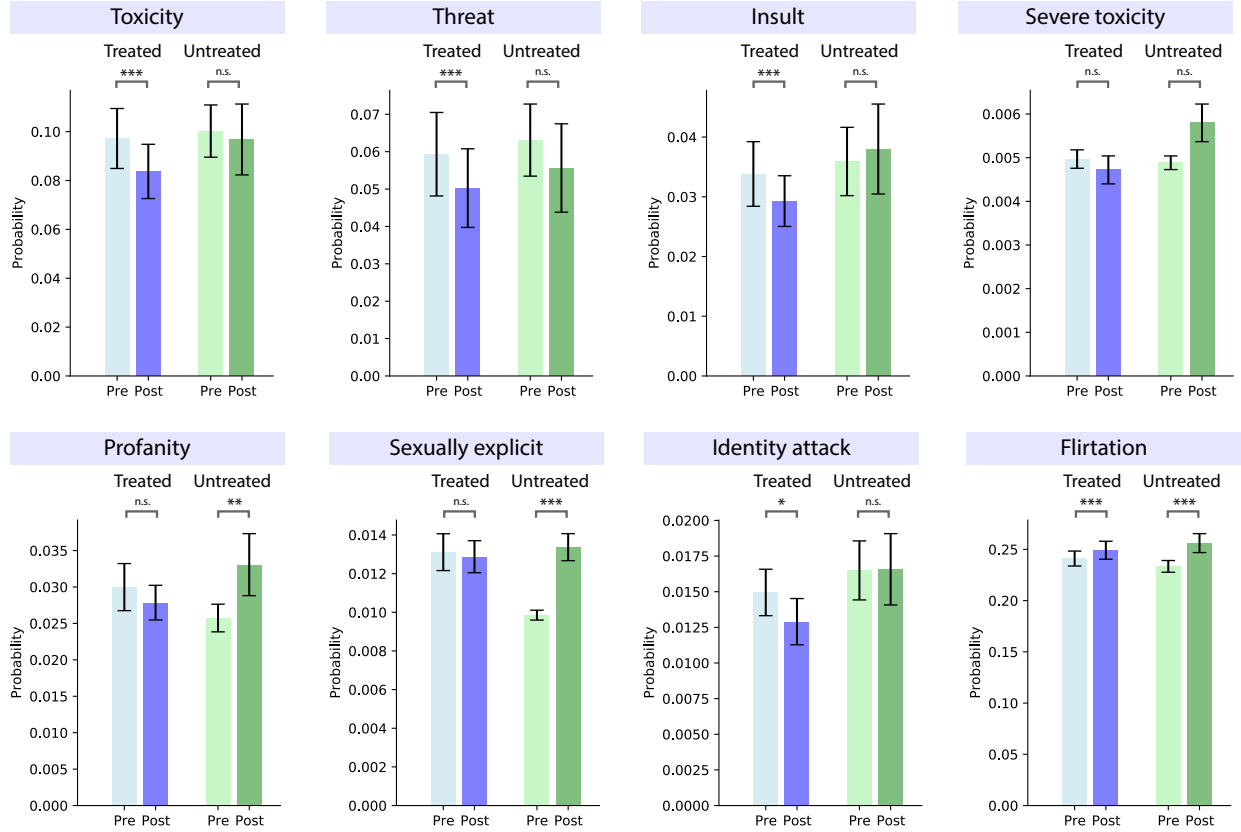 Toxicity
Threat
Insult
Severe toxicity
Treated Untreated
Treated Untreated
Treated Untreated
Treated Untreated
*** n.s.
*** n.s.
*** n.s.
n.s. n.s.
Probability
0.10
0.08
0.06
0.04
0.02
0.00
Pre Post Pre Post
Probability
0.07
0.06
0.05
0.04
0.03
0.02
0.01
0.00
Pre Post Pre Post
Probability
0.04
0.03
0.02
0.01
0.00
Pre Post Pre Post
Probability
0.006
0.005
0.004
0.003
0.002
0.001
0.000
Pre Post Pre Post
Profanity
Sexually explicit
Identity attack
Flirtation
Treated Untreated
Treated Untreated
Treated Untreated
Treated Untreated
n.s. **
n.s. ***
* n.s.
*** ***
Probability
0.035
0.030
0.025
0.020
0.015
0.010
0.005
0.000
Pre Post Pre Post
Probability
0.014
0.012
0.010
0.008
0.006
0.004
0.002
0.000
Pre Post Pre Post
Probability
0.0200
0.0175
0.0150
0.0125
0.0100
0.0075
0.0050
0.0025
0.0000
Pre Post Pre Post
Probability
0.25
0.20
0.15
0.10
0.05
0.00
Pre Post Pre Post